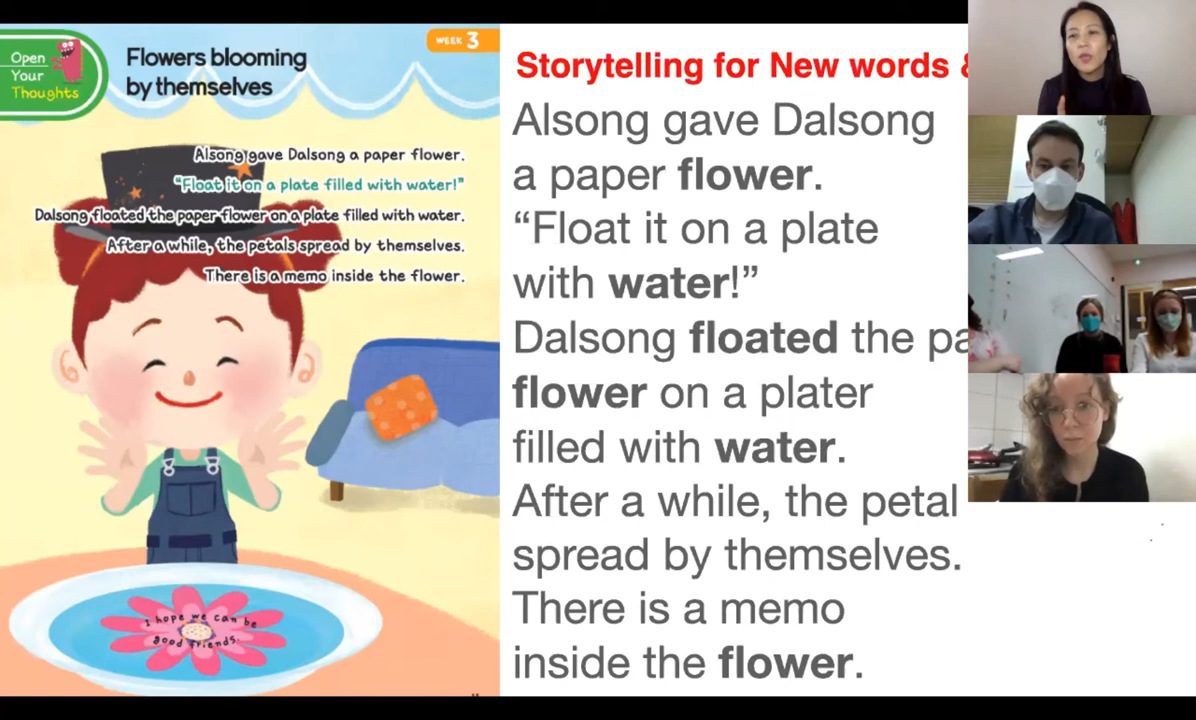 Open
Your
Thoughts
Flowers blooming
by themselves
WEEK 3
Alsong gave Dalsong a paper flower.
"Float it on a plate filled with water!"
Dalsong floated the paper flower on a plate filled with water.
After a while, the petals spread by themselves.
There is a memo inside the flower.
I hope we can be
good friends.
Storytelling for New words &
Alsong gave Dalsong
a paper flower.
“Float it on a plate
with water!”
Dalsong floated the pa
flower on a plater
filled with water.
After a while, the petal
spread by themselves.
There is a memo
inside the flower.